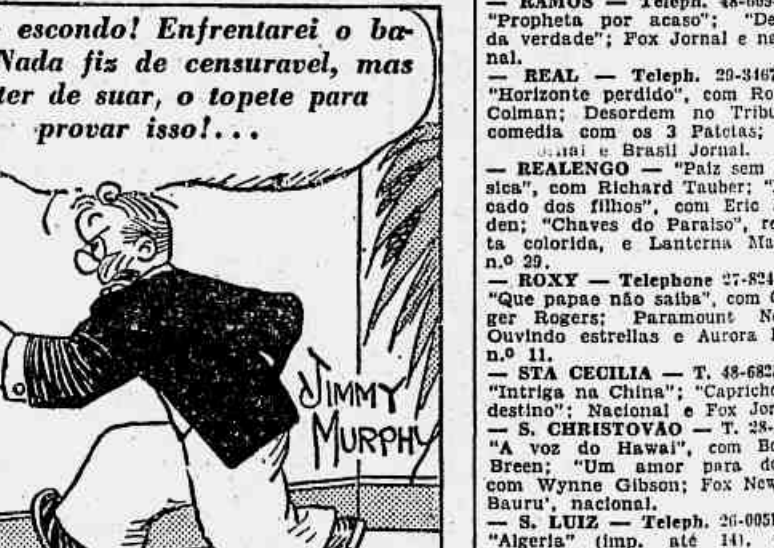 escondo! Enfrentarei o ba-
Nada fiz de censuravel, mas
ter de suar, o topete para
provar isso!...
JIMMY
MURPHY
— RAMOS — Teleph.
"Propheta por acaso"; "De
da verdade"; Fox Jornal e na
nal.
— REAL — Teleph. 29-3467
"Horizonte perdido", com Ro
Colman; Desordem no Tribu
comedia com os 3 Patetas;
e Brasil Jornal.
— REALENGO — "Paiz sem
sica", com Richard Tauber; "
cado dos filhos", com Eric
den; "Chaves do Paraiso", re
ta colorida, e Lanterna Ma
n.º 29.
— ROXY — Telephone 27-824
"Que papae não saiba", com
ger Rogers; Paramount Ne
Ouvindo estrellas e Aurora
n.º 11.
— STA CECILIA — T. 48-682
"Intriga na China"; "Capricho
destino"; Nacional e Fox Jor
— S. CHRISTOVAO — T. 28-
"A voz do Hawai", com Bo
Breen; "Um amor para de
com Wynne Gibson; Fox New
Bauru', nacional.
— S. LUIZ — Teleph. 26-0051
"Algeria" (imp. até 14).